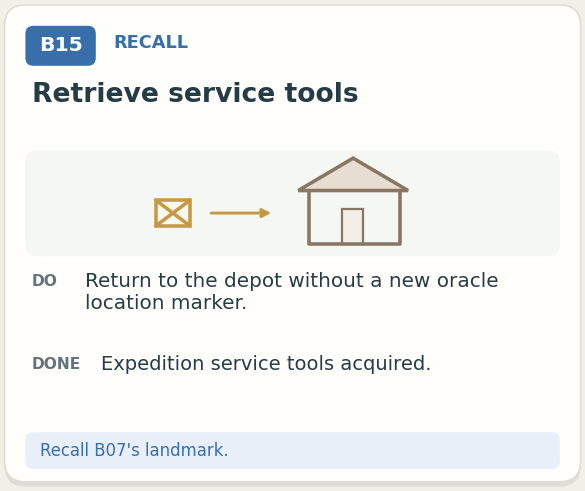 B15 RECALL
Retrieve service tools
DO Return to the depot without a new oracle
location marker.
DONE Expedition service tools acquired.
Recall B07's landmark.